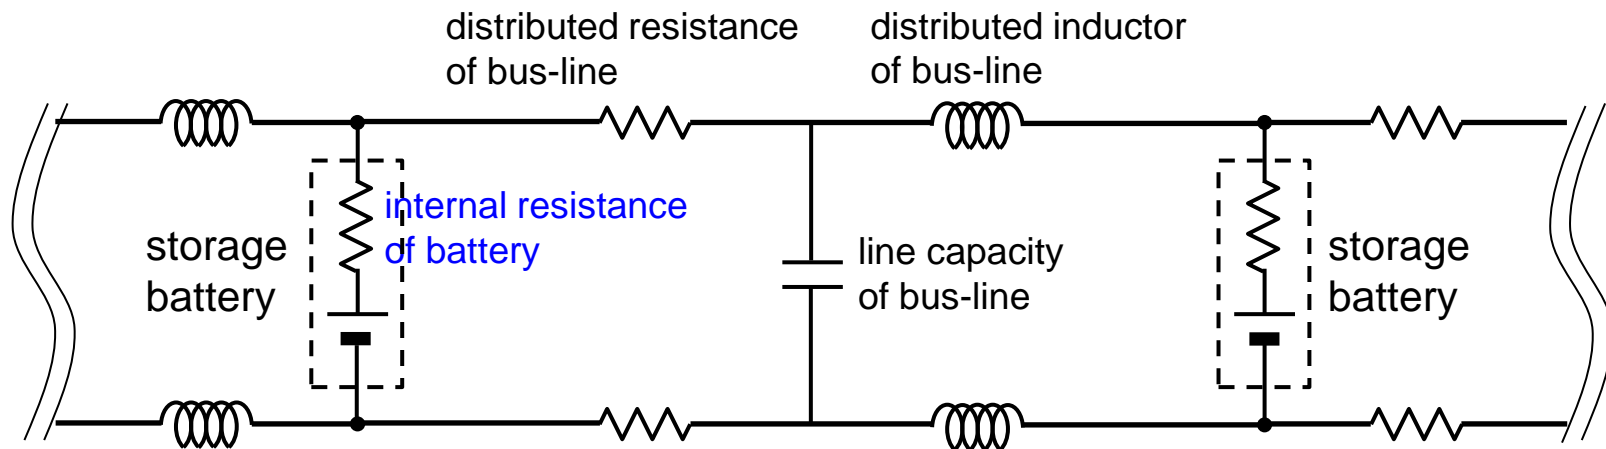 distributed resistance
of bus-line
distributed inductor
of bus-line
internal resistance
of battery
storage
battery
line capacity
of bus-line
storage
battery